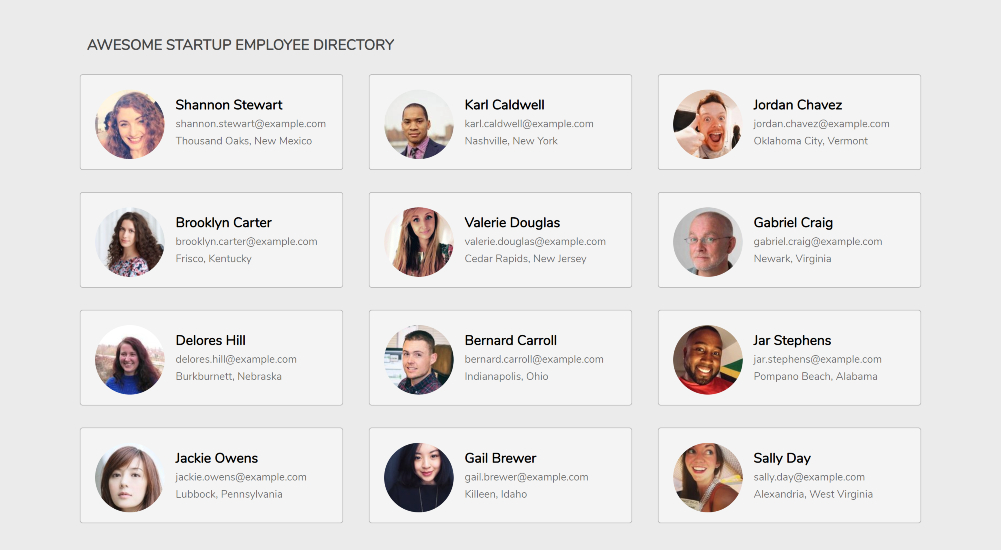 AWESOME STARTUP EMPLOYEE DIRECTORY
Shannon Stewart
shannon.stewart@example.com
Thousand Oaks, New Mexico
Karl Caldwell
karl.caldwell@example.com
Nashville, New York
Jordan Chavez
jordan.chavez@example.com
Oklahoma City, Vermont
Brooklyn Carter
brooklyn.carter@example.com
Frisco, Kentucky
Valerie Douglas
valerie.douglas@example.com
Cedar Rapids, New Jersey
Gabriel Craig
gabriel.craig@example.com
Newark, Virginia
Delores Hill
delores.hill@example.com
Burkburnett, Nebraska
Bernard Carroll
bernard.carroll@example.com
Indianapolis, Ohio
Jar Stephens
jar.stephens@example.com
Pompano Beach, Alabama
Jackie Owens
jackie.owens@example.com
Lubbock, Pennsylvania
Gail Brewer
gail.brewer@example.com
Killeen, Idaho
Sally Day
sally.day@example.com
Alexandria, West Virginia